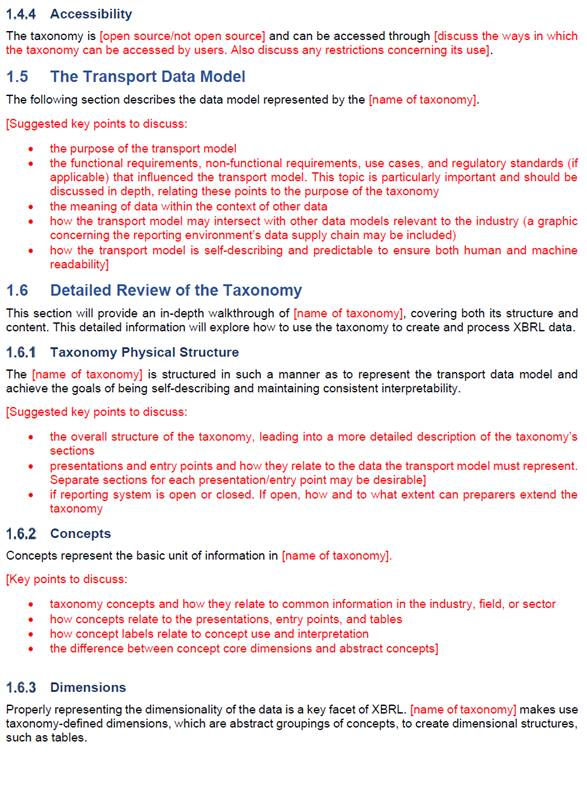 1.4.4 Accessibility
The taxonomy is [open source/not open source] and can be accessed through [discuss the ways in which
the taxonomy can be accessed by users. Also discuss any restrictions concerning its use].
1.5 The Transport Data Model
The following section describes the data model represented by the [name of taxonomy].
[Suggested key points to discuss:
• the purpose of the transport model
• the functional requirements, non-functional requirements, use cases, and regulatory standards (if
applicable) that influenced the transport model. This topic is particularly important and should be
discussed in depth, relating these points to the purpose of the taxonomy
• the meaning of data within the context of other data
• how the transport model may intersect with other data models relevant to the industry (a graphic
concerning the reporting environment's data supply chain may be included)
• how the transport model is self-describing and predictable to ensure both human and machine
readability]
1.6 Detailed Review of the Taxonomy
This section will provide an in-depth walkthrough of [name of taxonomy], covering both its structure and
content. This detailed information will explore how to use the taxonomy to create and process XBRL data.
1.6.1 Taxonomy Physical Structure
The [name of taxonomy] is structured in such a manner as to represent the transport data model and
achieve the goals of being self-describing and maintaining consistent interpretability.
[Suggested key points to discuss:
• the overall structure of the taxonomy, leading into a more detailed description of the taxonomy's
sections
• presentations and entry points and how they relate to the data the transport model must represent.
Separate sections for each presentation/entry point may be desirable]
• if reporting system is open or closed. If open, how and to what extent can preparers extend the
taxonomy
1.6.2 Concepts
Concepts represent the basic unit of information in [name of taxonomy].
[Key points to discuss:
• taxonomy concepts and how they relate to common information in the industry, field, or sector
• how concepts relate to the presentations, entry points, and tables
• how concept labels relate to concept use and interpretation
• the difference between concept core dimensions and abstract concepts]
1.6.3 Dimensions
Properly representing the dimensionality of the data is a key facet of XBRL. [name of taxonomy] makes use
taxonomy-defined dimensions, which are abstract groupings of concepts, to create dimensional structures,
such as tables.